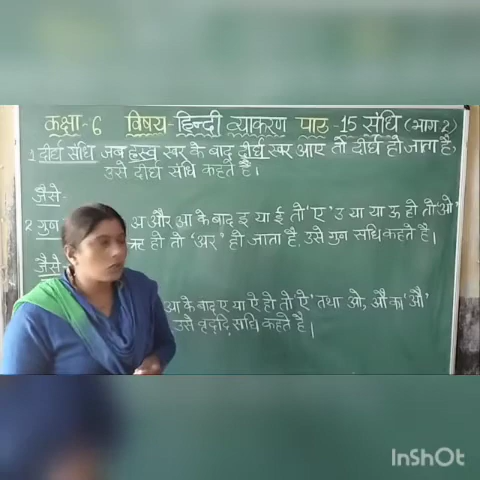 कक्षा-6 विषय-हिन्दी व्याकरण पाठ-15 संधि (भाग 2)
1 दीर्घ संधि जब ह्रस्व स्वर के बाद दीर्घ स्वर आए तो दीर्घ हो जाता है,
उसे दीर्घ संधि कहते हैं।
जैसे-
2 गुन अ और आ के बाद इ या ई तो 'ए' उ या या ऊ हो तो 'ओ'
ऋ हो तो 'अर' हो जाता है, उसे गुन संधि कहते हैं।
जैसे
आ के बाद ए या ऐ हो तो ऐ' तथा ओ, औ का 'औ'
उसे वृद्दि संधि कहते हैं।
InShOt